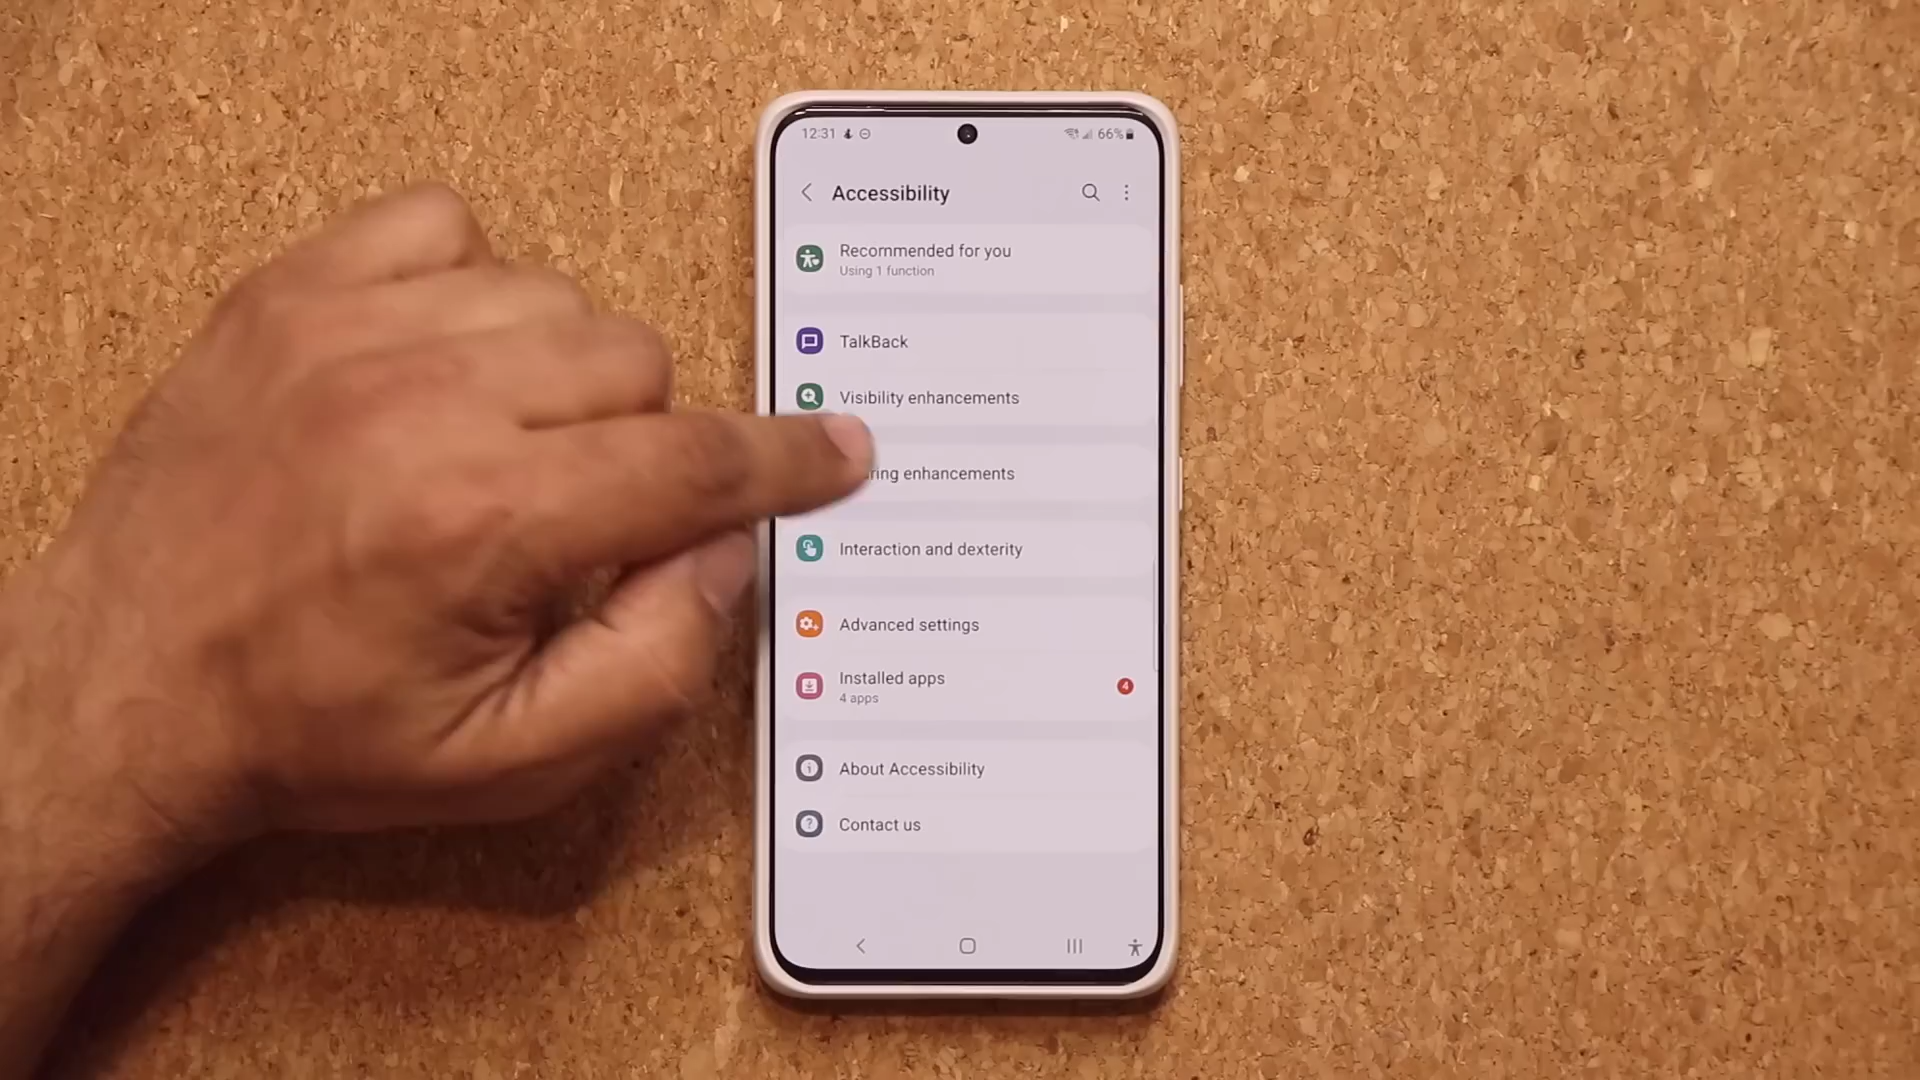 12:31 66%
Accessibility
Recommended for you
Using 1 function
TalkBack
Visibility enhancements
enhancements
Interaction and dexterity
Advanced settings
Installed apps
4 apps
4
About Accessibility
Contact us